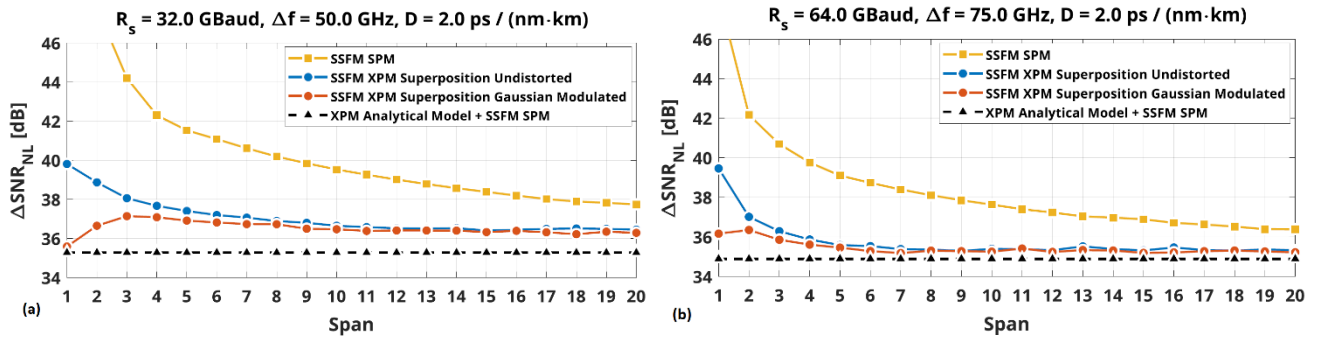 R_s = 32.0 GBaud, Δf = 50.0 GHz, D = 2.0 ps / (nm·km)
46
44
42
40
38
36
34
ΔSNR_NL [dB]
SSFM SPM
SSFM XPM Superposition Undistorted
SSFM XPM Superposition Gaussian Modulated
XPM Analytical Model + SSFM SPM
1 2 3 4 5 6 7 8 9 10 11 12 13 14 15 16 17 18 19 20
Span
(a)
R_s = 64.0 GBaud, Δf = 75.0 GHz, D = 2.0 ps / (nm·km)
46
44
42
40
38
36
34
ΔSNR_NL [dB]
SSFM SPM
SSFM XPM Superposition Undistorted
SSFM XPM Superposition Gaussian Modulated
XPM Analytical Model + SSFM SPM
1 2 3 4 5 6 7 8 9 10 11 12 13 14 15 16 17 18 19 20
Span
(b)